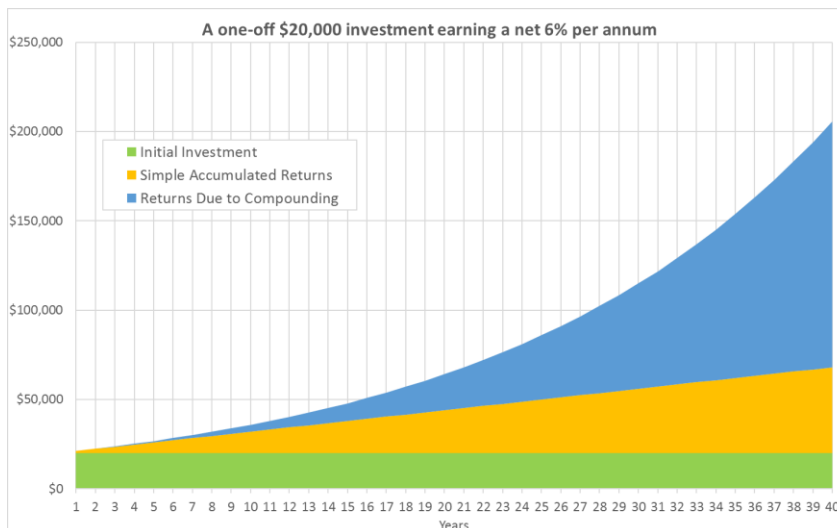 A one-off $20,000 investment earning a net 6% per annum
$250,000
$200,000
$150,000
$100,000
$50,000
$0
Initial Investment
Simple Accumulated Returns
Returns Due to Compounding
1 2 3 4 5 6 7 8 9 10 11 12 13 14 15 16 17 18 19 20 21 22 23 24 25 26 27 28 29 30 31 32 33 34 35 36 37 38 39 40
Years